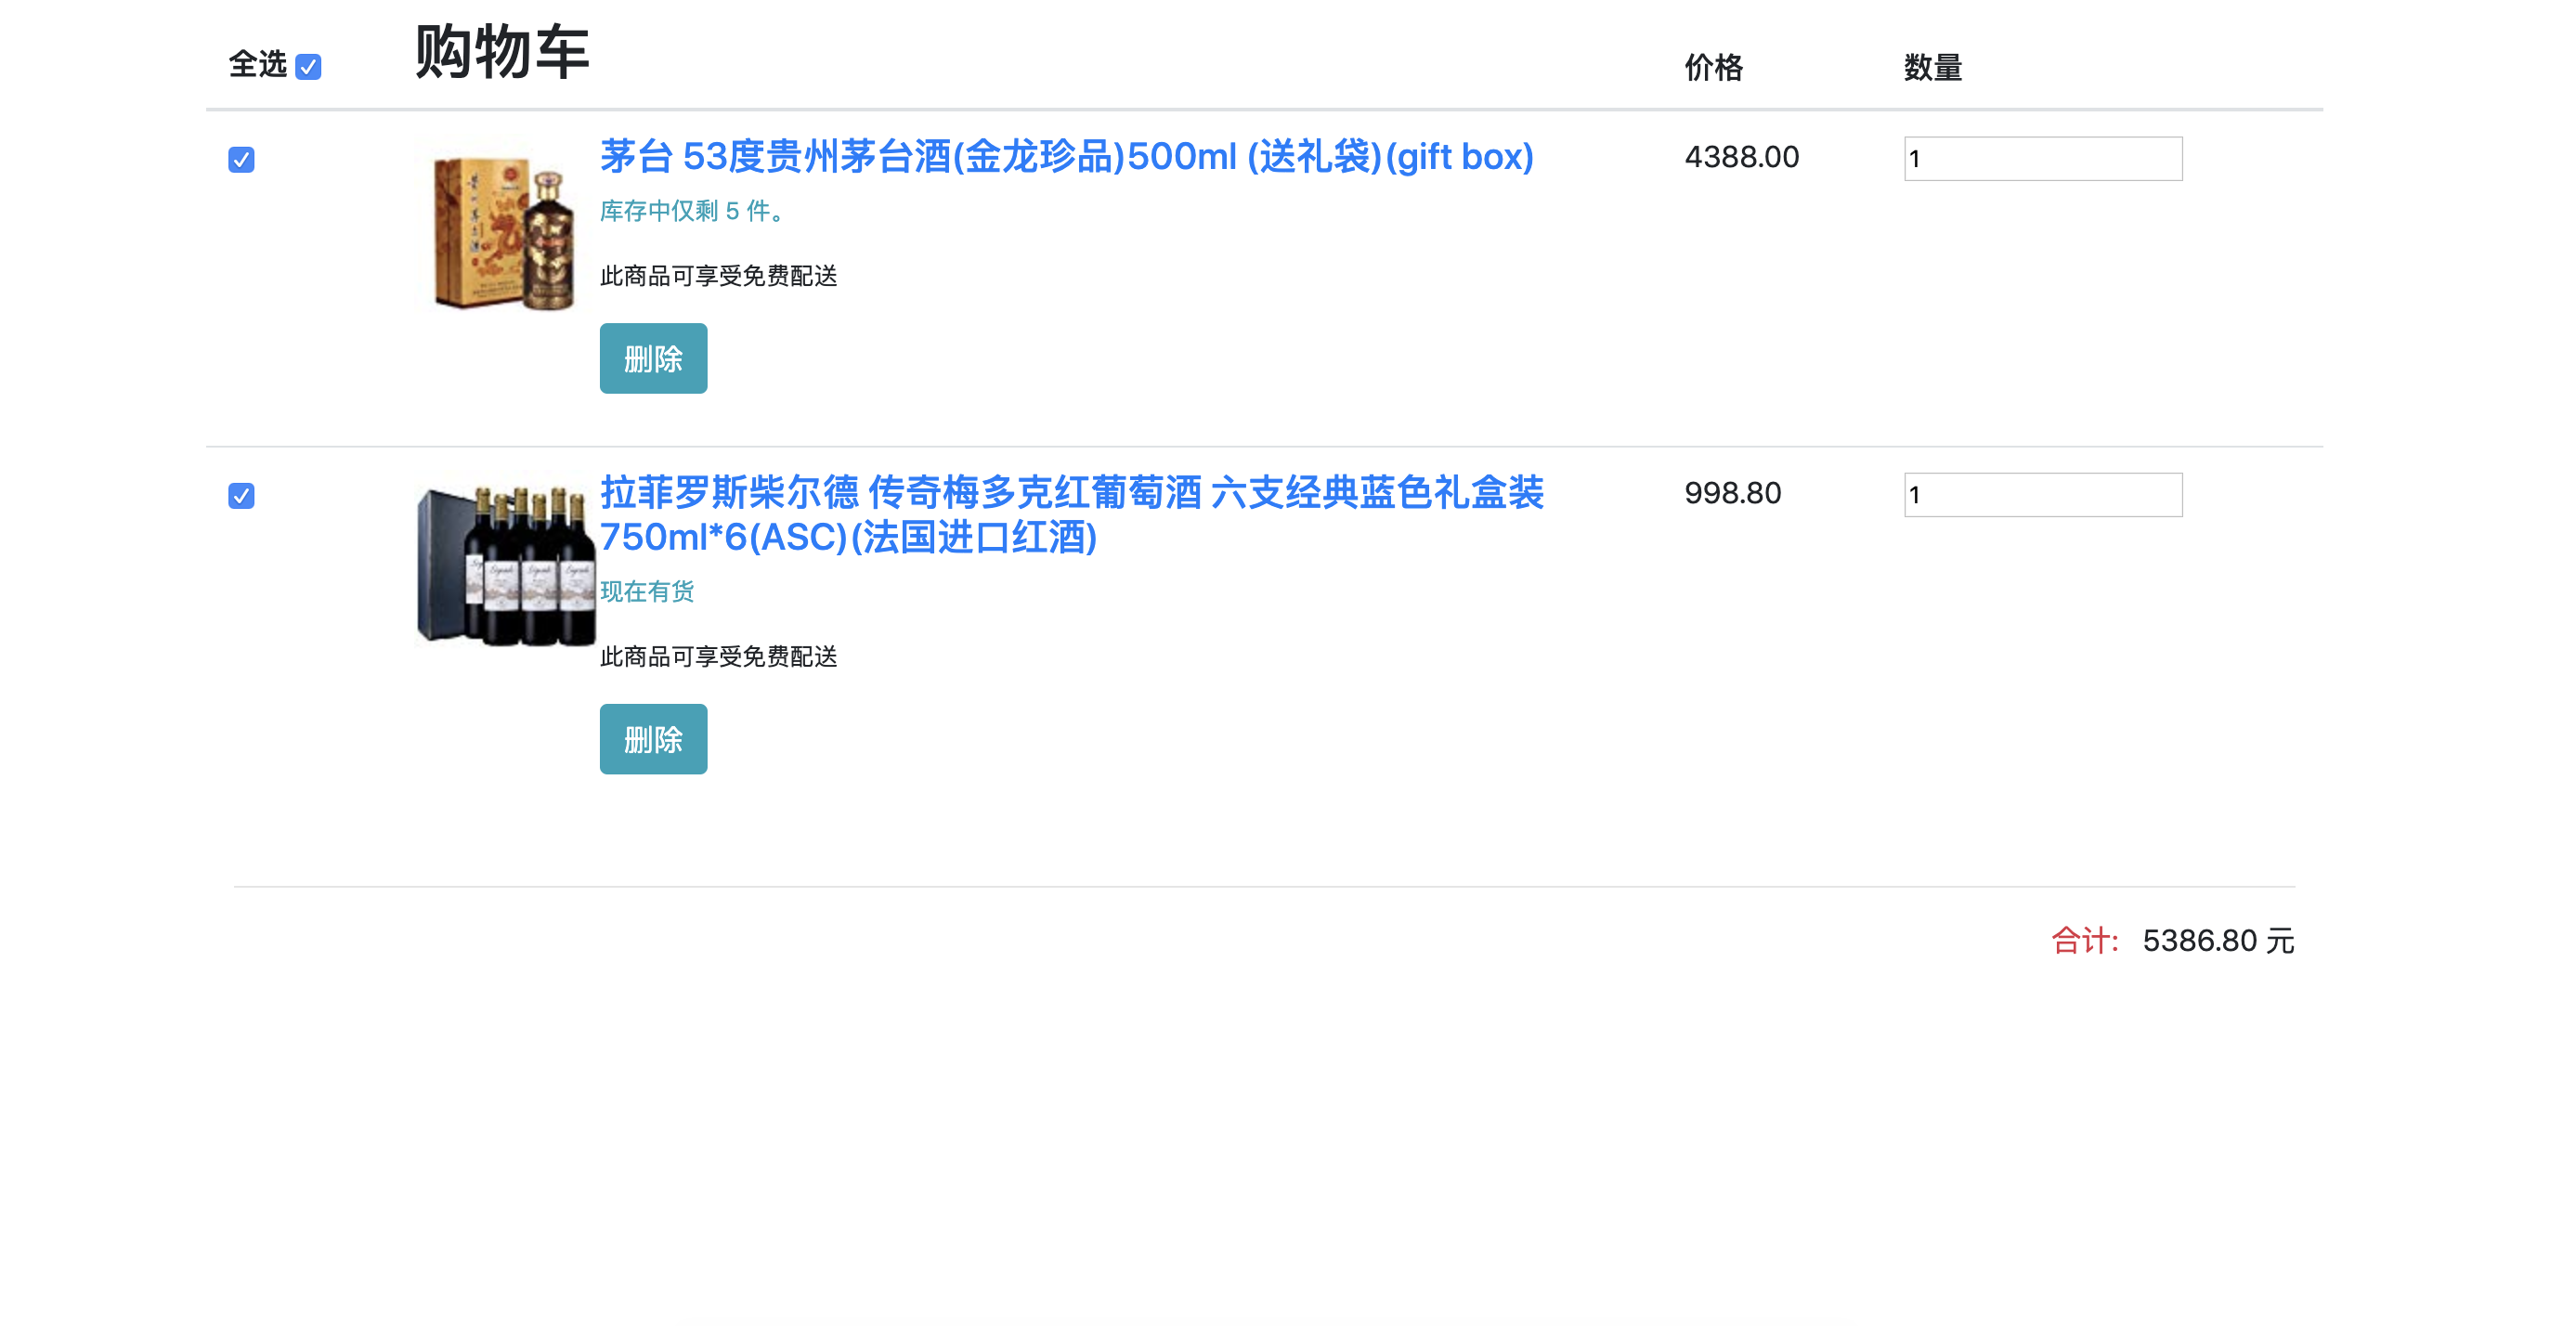 全选
购物车
价格
数量
茅台 53度贵州茅台酒(金龙珍品)500ml (送礼袋)(gift box)
4388.00
1
库存中仅剩 5 件。
此商品可享受免费配送
删除
拉菲罗斯柴尔德 传奇梅多克红葡萄酒 六支经典蓝色礼盒装
750ml*6(ASC)(法国进口红酒)
998.80
1
现在有货
此商品可享受免费配送
删除
合计: 5386.80 元